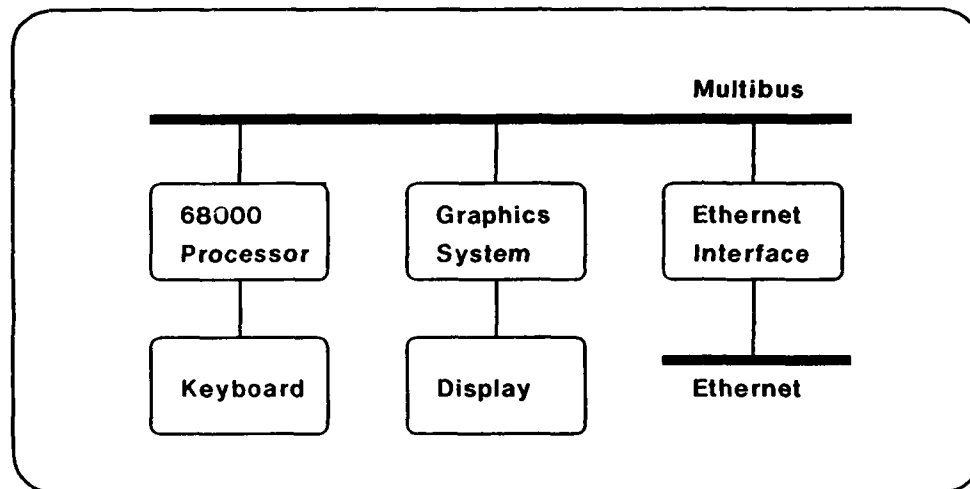 Multibus
68000
Processor
Graphics
System
Ethernet
Interface
Keyboard
Display
Ethernet